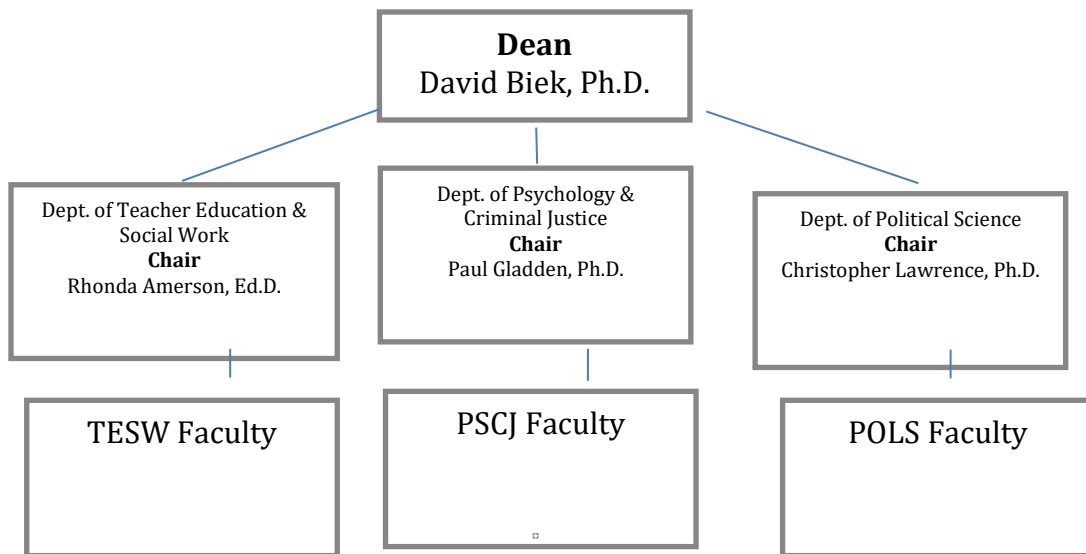 Dean
David Biek, Ph.D.
Dept. of Teacher Education &
Social Work
Chair
Rhonda Amerson, Ed.D.
Dept. of Psychology &
Criminal Justice
Chair
Paul Gladden, Ph.D.
Dept. of Political Science
Chair
Christopher Lawrence, Ph.D.
TESW Faculty
PSCJ Faculty
POLS Faculty